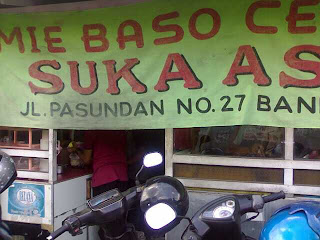 MIE BASO CE
SUKA AS
JL. PASUNDAN NO. 27 BAN